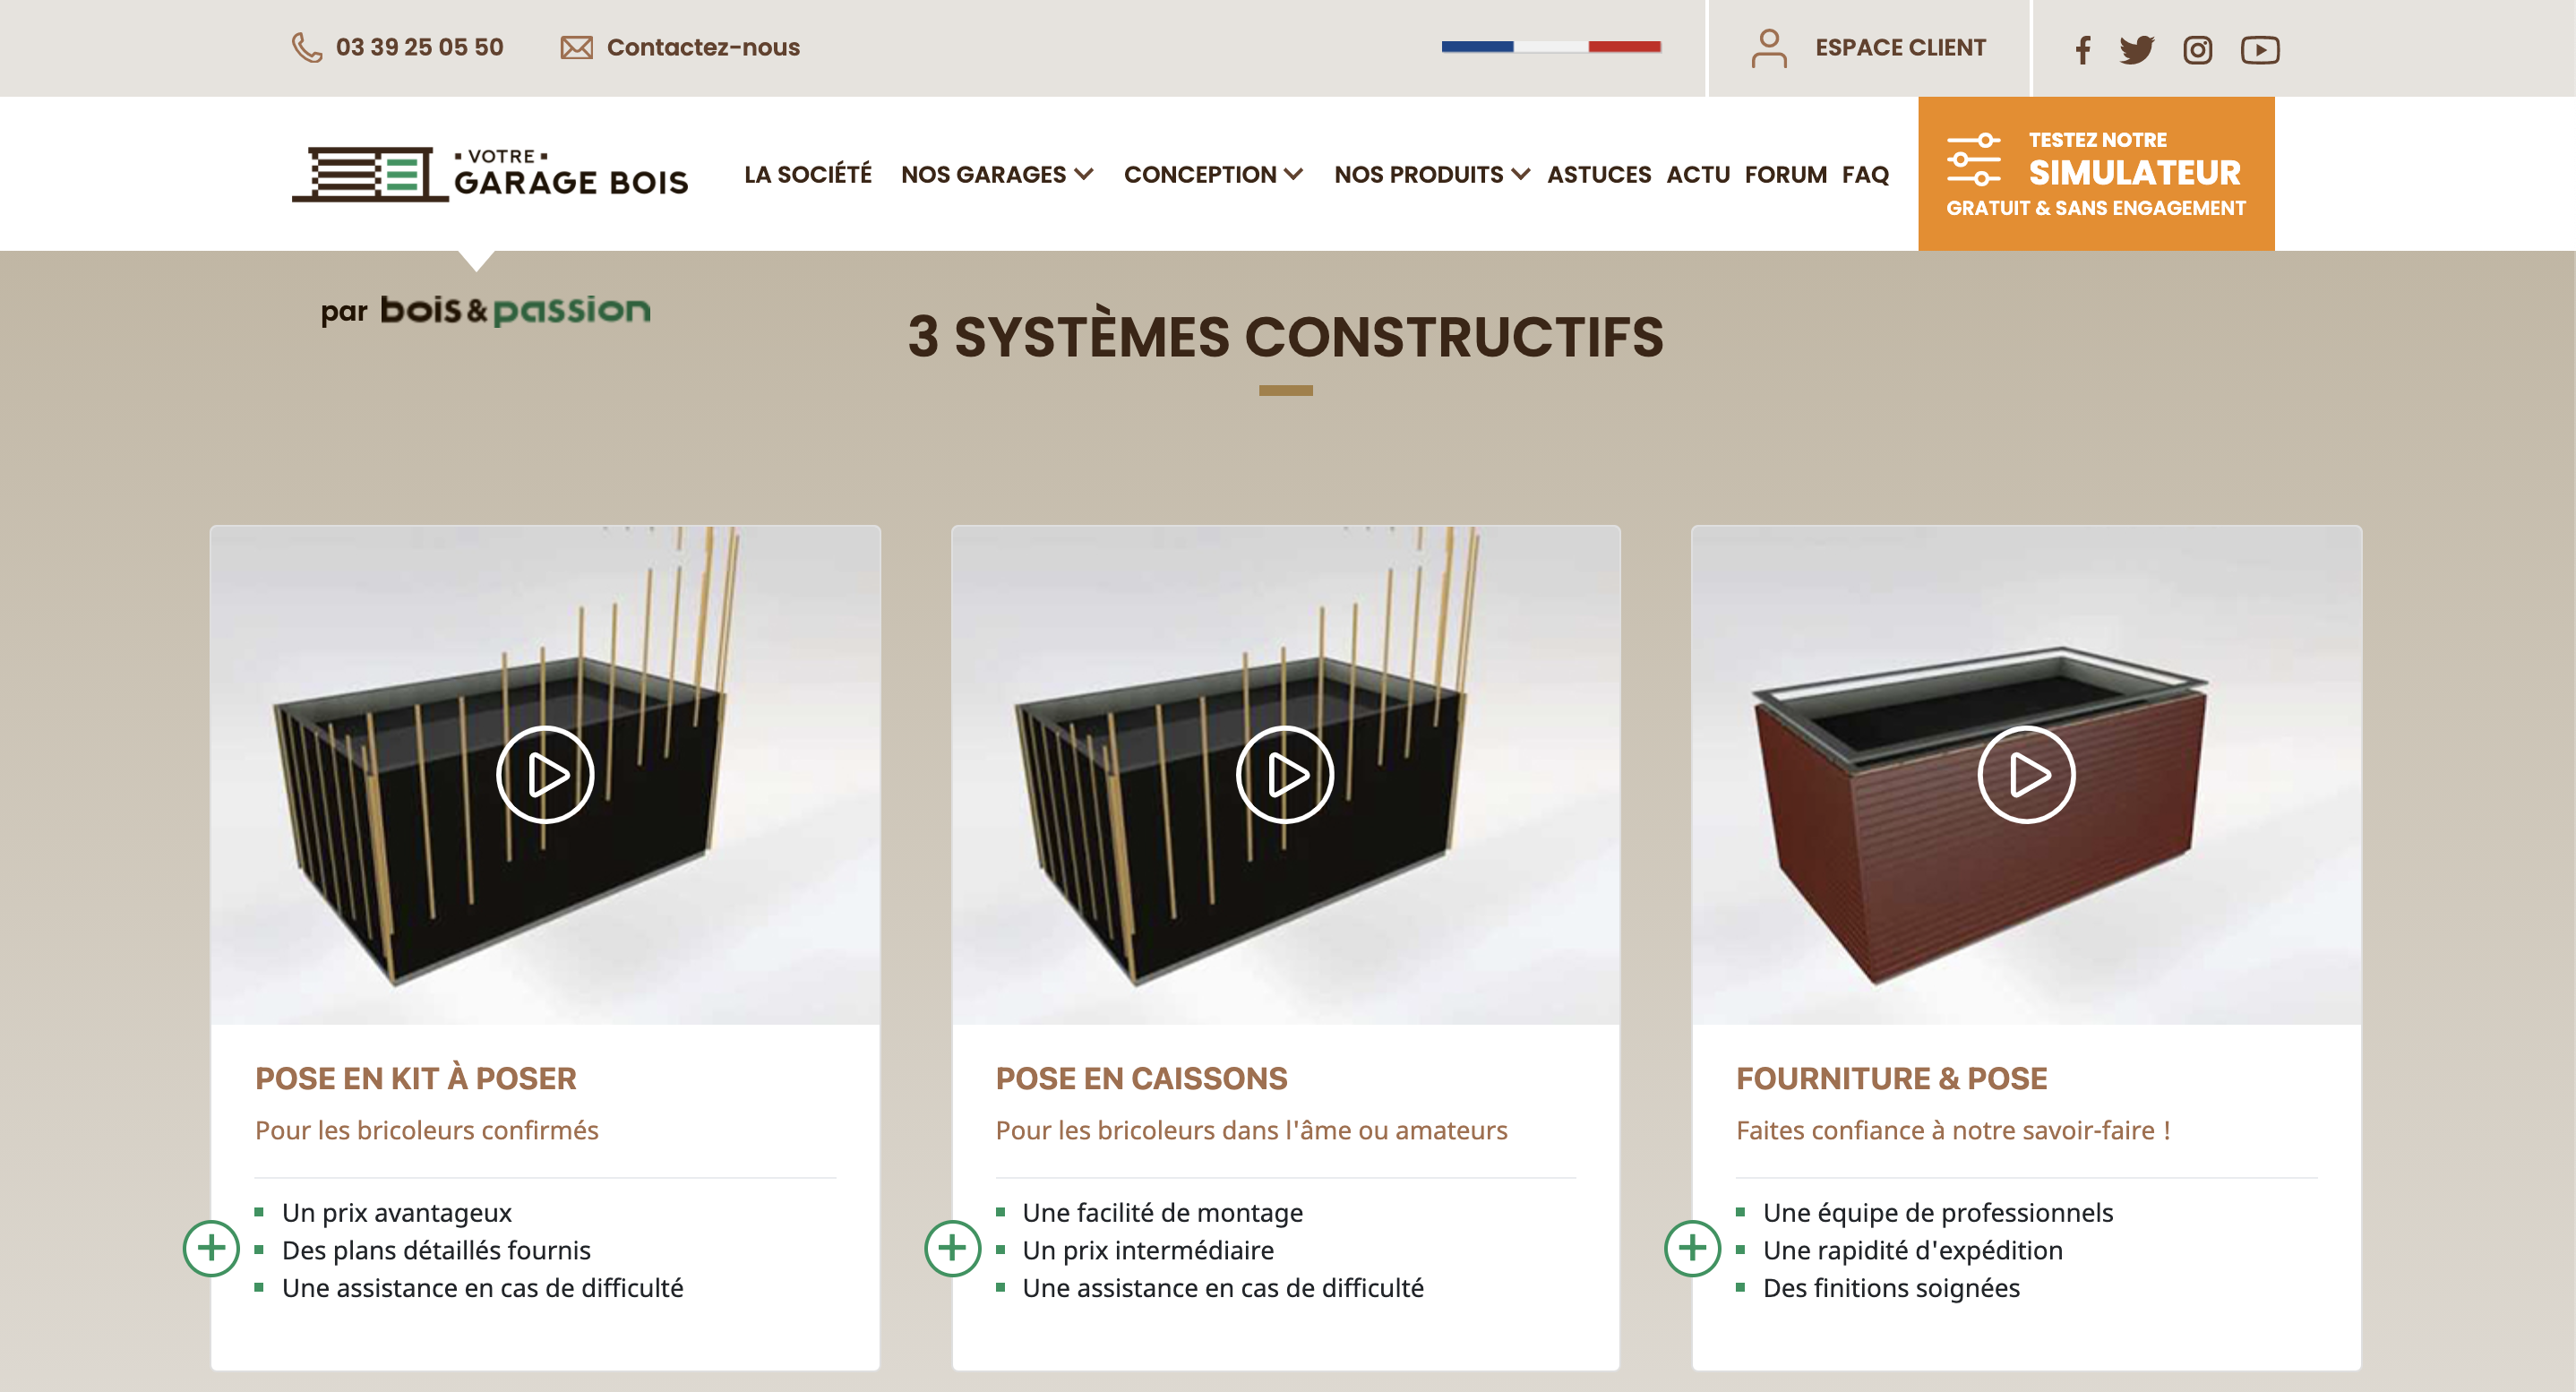 03 39 25 05 50
Contactez-nous
ESPACE CLIENT
VOTRE
GARAGE BOIS
LA SOCIÉTÉ
NOS GARAGES
CONCEPTION
NOS PRODUITS
ASTUCES
ACTU
FORUM
FAQ
TESTEZ NOTRE
SIMULATEUR
GRATUIT & SANS ENGAGEMENT
par bois&passion
3 SYSTÈMES CONSTRUCTIFS
POSE EN KIT À POSER
Pour les bricoleurs confirmés
Un prix avantageux
Des plans détaillés fournis
Une assistance en cas de difficulté
POSE EN CAISSONS
Pour les bricoleurs dans l'âme ou amateurs
Une facilité de montage
Un prix intermédiaire
Une assistance en cas de difficulté
FOURNITURE & POSE
Faites confiance à notre savoir-faire !
Une équipe de professionnels
Une rapidité d'expédition
Des finitions soignées